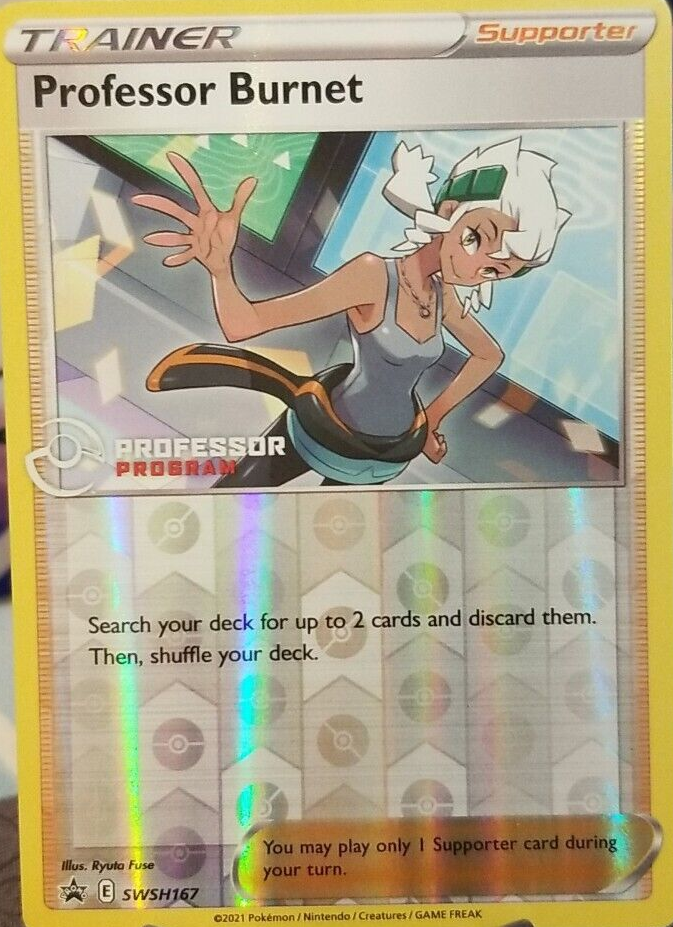 TRAINER
Supporter
Professor Burnet
PROFESSOR
PROGRAM
Search your deck for up to 2 cards and discard them.
Then, shuffle your deck.
You may play only 1 Supporter card during
your turn.
Illus. Ryuta Fuse
E SWSH167
©2021 Pokémon / Nintendo / Creatures / GAME FREAK